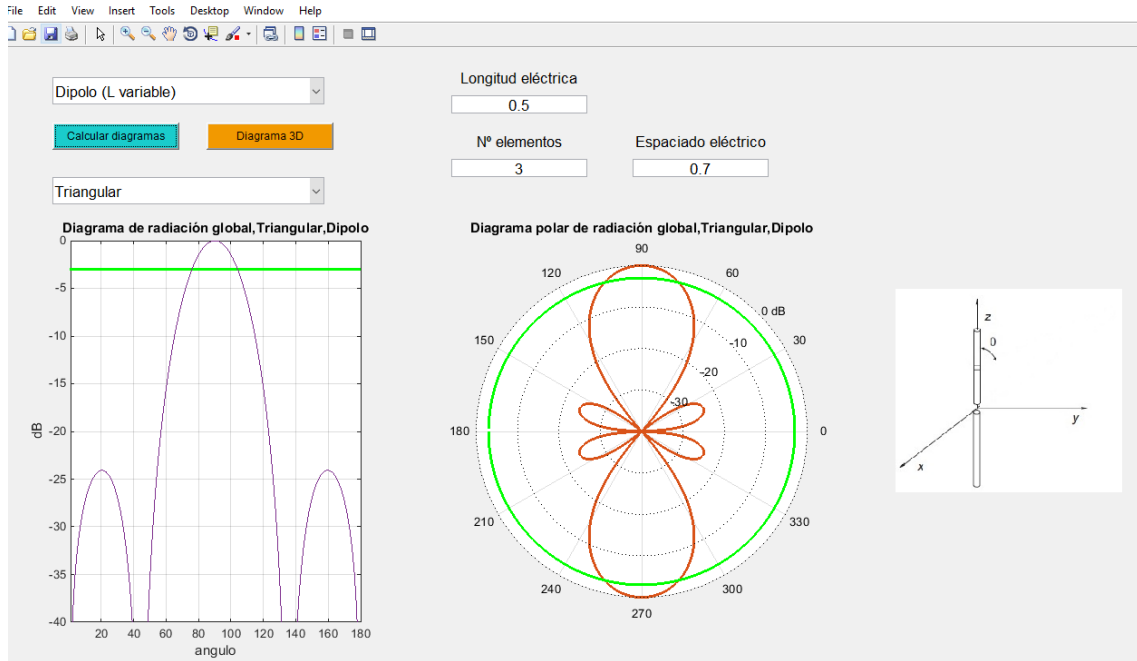 File Edit View Insert Tools Desktop Window Help
Dipolo (L variable)
Longitud eléctrica
0.5
Calcular diagramas
Diagrama 3D
Nº elementos
Espaciado eléctrico
3
0.7
Triangular
Diagrama de radiación global,Triangular,Dipolo
0
-5
-10
-15
-20
-25
-30
-35
-40
dB
20 40 60 80 100 120 140 160 180
angulo
Diagrama polar de radiación global,Triangular,Dipolo
90
120
60
0 dB
150
-10
30
-20
-30
180
0
210
330
240
300
270
z
θ
y
x